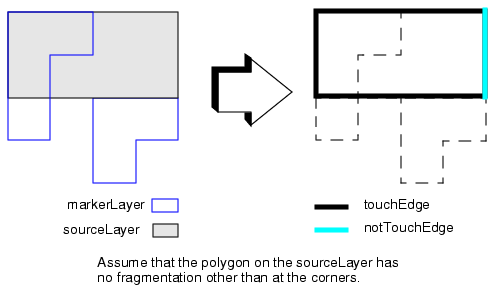 markerLayer
touchEdge
sourceLayer
notTouchEdge
Assume that the polygon on the sourceLayer has
no fragmentation other than at the corners.